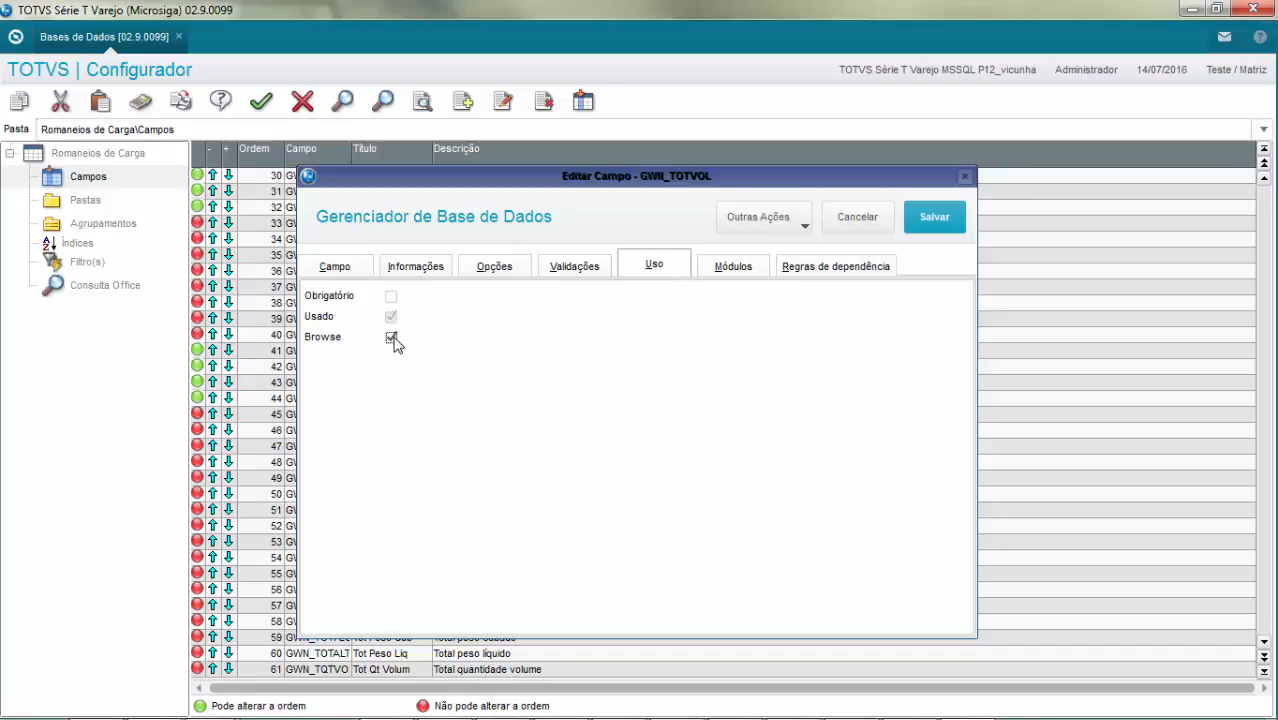 TOTVS Série T Varejo (Microsiga) 02.9.0099
Bases de Dados [02.9.0099]
TOTVS | Configurador
TOTVS Série T Varejo MSSQL P12_vicunha Administrador 14/07/2016 Teste / Matriz
Pasta Romaneios de Carga\Campos
Romaneios de Carga
Campos
Pastas
Agrupamentos
Índices
Filtro(s)
Consulta Office
- + Ordem Campo Título Descrição
30
31
32
33
34
35
36
37
38
39
40
41
42
43
44
45
46
47
48
49
50
51
52
53
54
55
56
57
58
59
60 GWN_TOTALT Tot Peso Liq Total peso líquido
61 GWN_TQTVO Tot Qt Volum Total quantidade volume
Editar Campo - GWN_TOTVOL
Gerenciador de Base de Dados
Outras Ações Cancelar Salvar
Campo Informações Opções Validações Uso Módulos Regras de dependência
Obrigatório
Usado
Browse
Pode alterar a ordem Não pode alterar a ordem